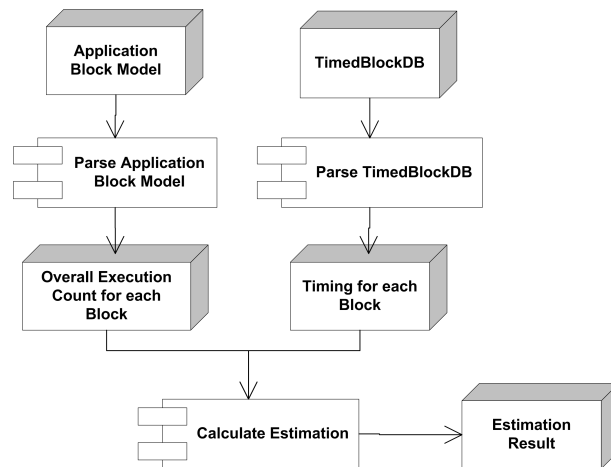 Application
Block Model
TimedBlockDB
Parse Application
Block Model
Parse TimedBlockDB
Overall Execution
Count for each
Block
Timing for each
Block
Calculate Estimation
Estimation
Result